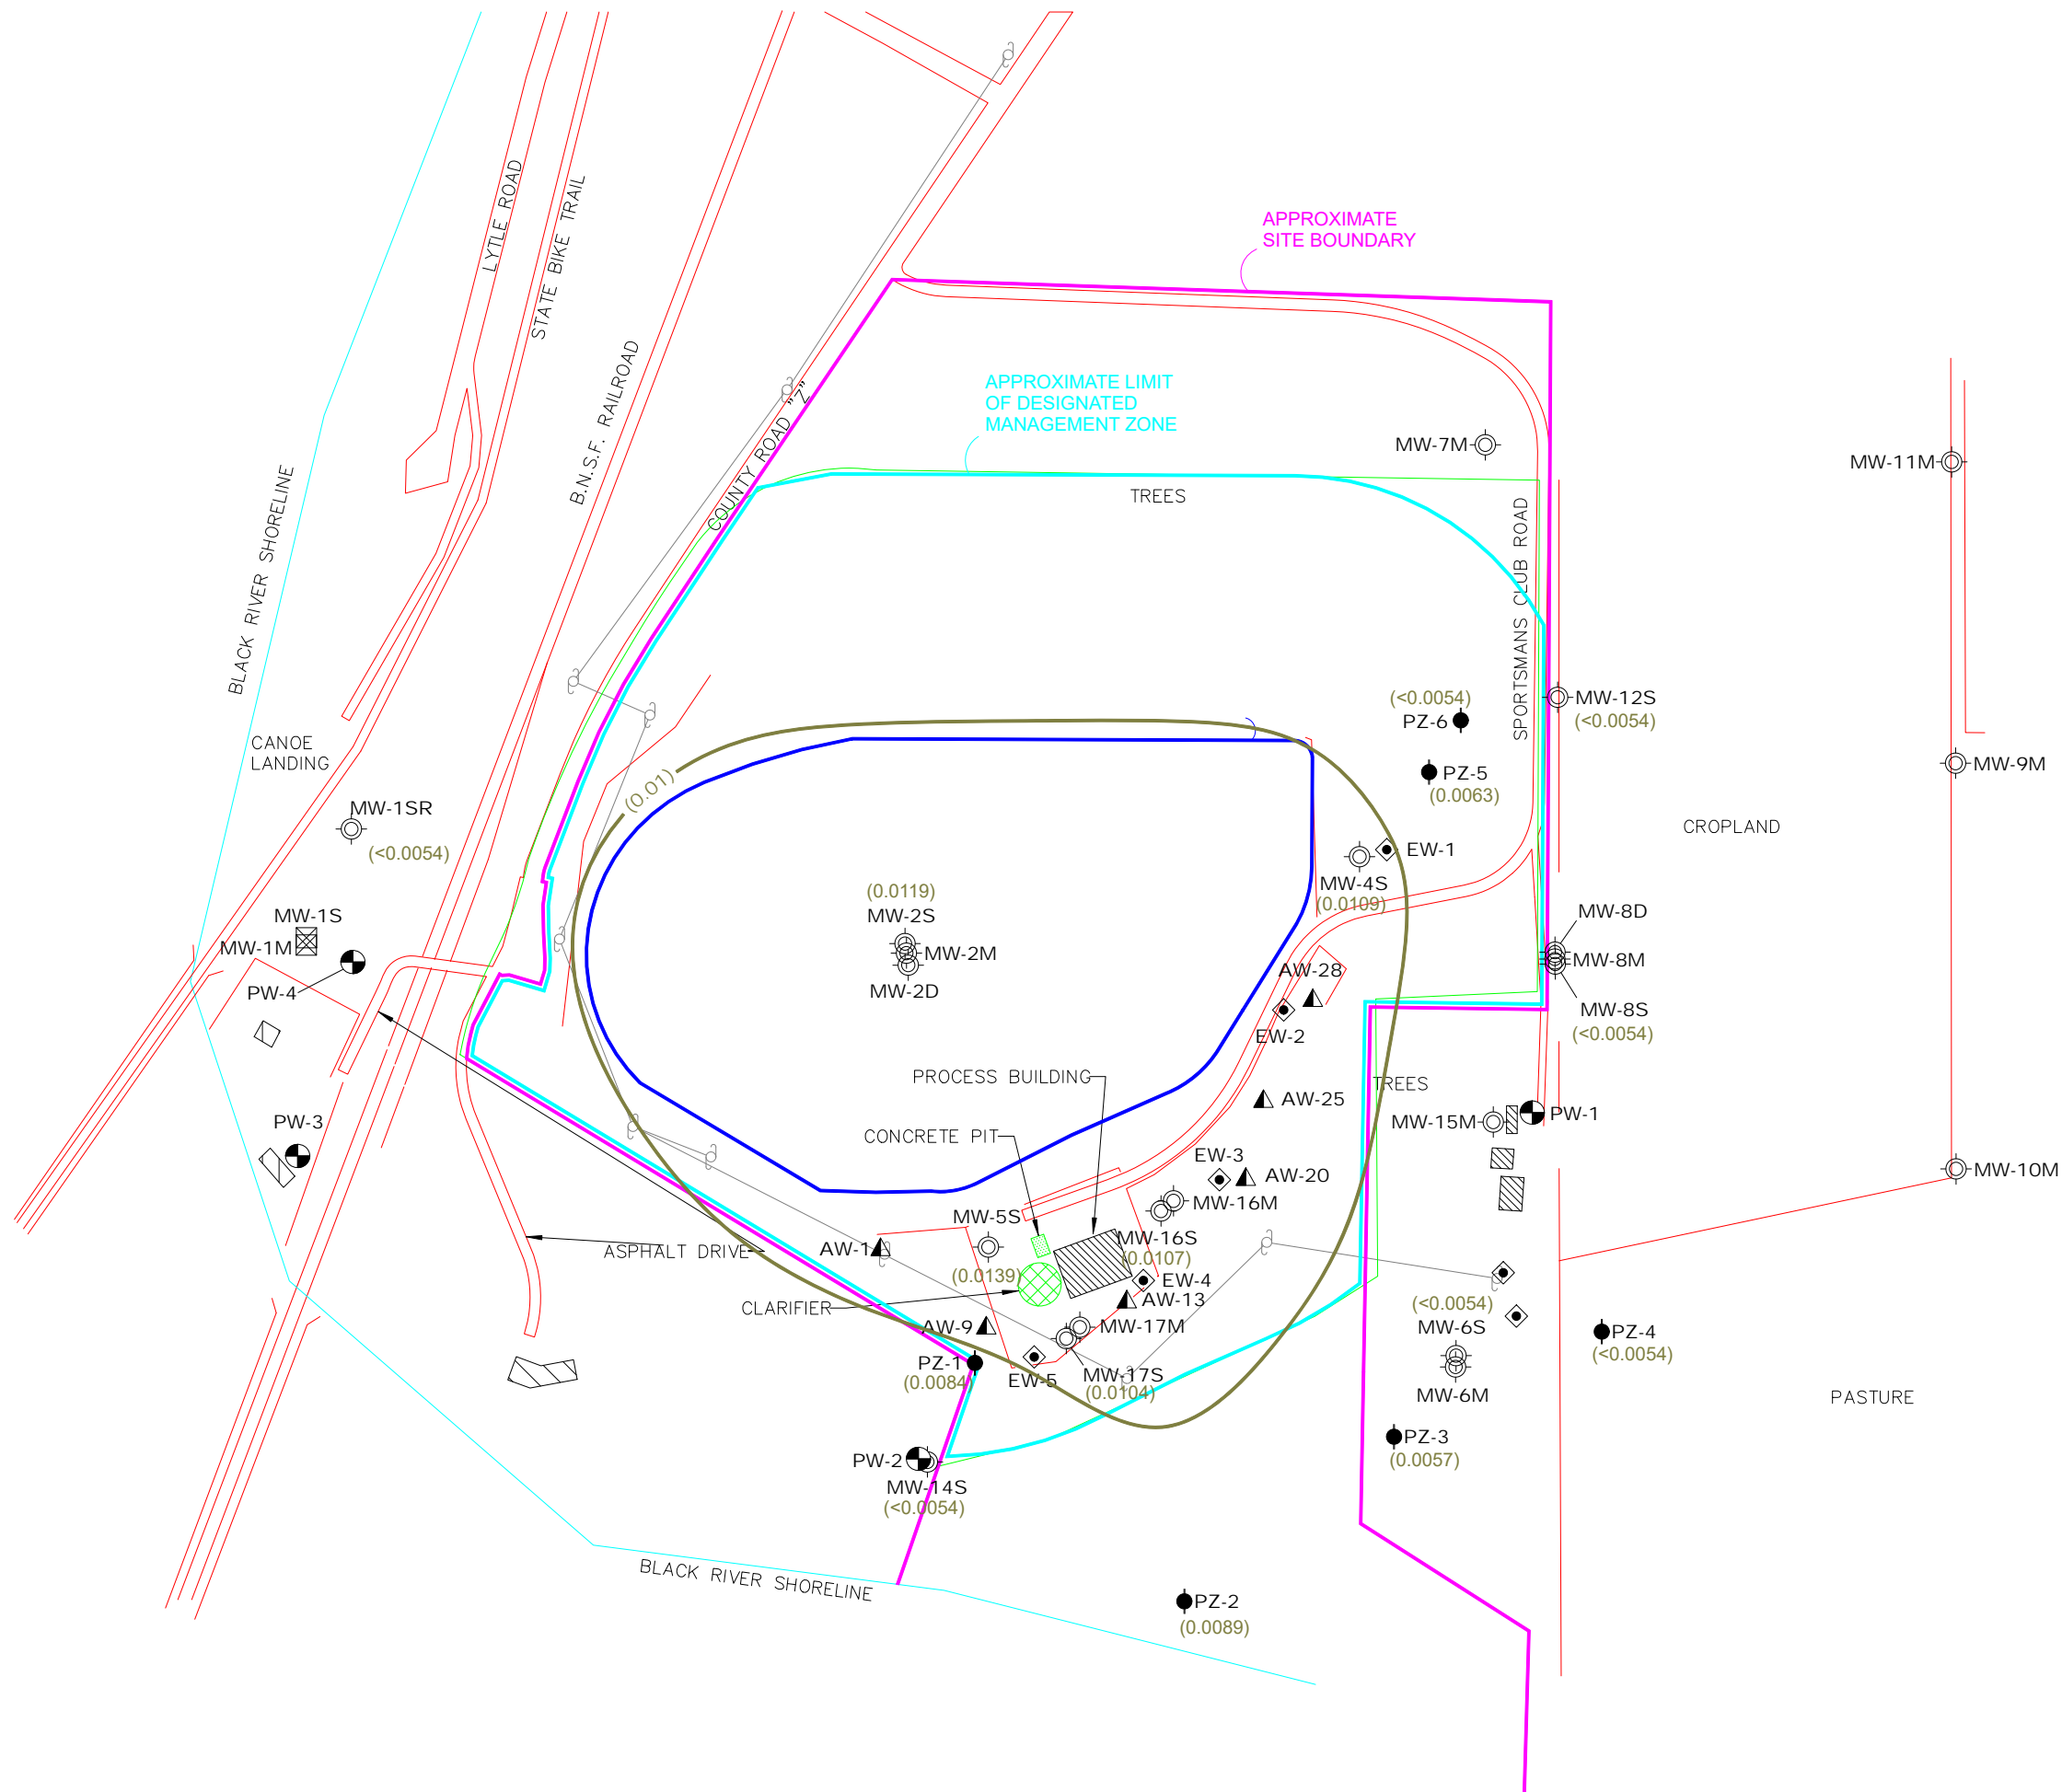 LYTLE ROAD
STATE BIKE TRAIL
B.N.S.F. RAILROAD
COUNTY ROAD "Z"
BLACK RIVER SHORELINE
APPROXIMATE
SITE BOUNDARY
APPROXIMATE LIMIT
OF DESIGNATED
MANAGEMENT ZONE
TREES
MW-7M
MW-11M
SPORTSMANS CLUB ROAD
(<0.0054)
PZ-6
MW-12S
(<0.0054)
PZ-5
(0.0063)
MW-9M
CANOE
LANDING
(0.01)
MW-1SR
(<0.0054)
CROPLAND
EW-1
MW-4S
(0.0109)
(0.0119)
MW-2S
MW-2M
MW-2D
MW-1S
MW-1M
PW-4
MW-8D
MW-8M
MW-8S
(<0.0054)
AW-28
EW-2
PROCESS BUILDING
TREES
AW-25
MW-15M
PW-1
PW-3
CONCRETE PIT
EW-3
AW-20
MW-10M
MW-16M
MW-5S
MW-16S
(0.0107)
ASPHALT DRIVE
AW-1
(0.0139)
EW-4
CLARIFIER
AW-13
AW-9
MW-17M
(<0.0054)
MW-6S
PZ-4
(<0.0054)
PZ-1
(0.0084)
EW-5
MW-17S
(0.0104)
MW-6M
PASTURE
PZ-3
(0.0057)
PW-2
MW-14S
(<0.0054)
BLACK RIVER SHORELINE
PZ-2
(0.0089)